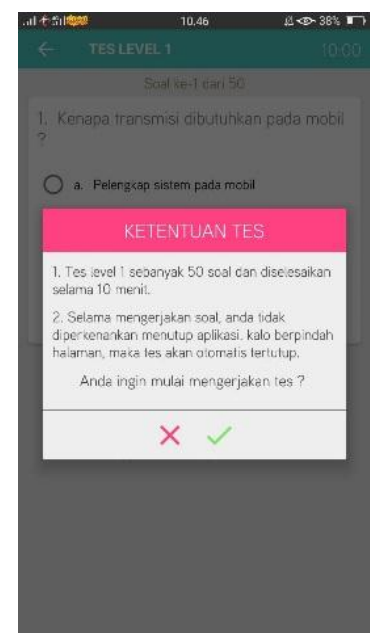 10.46
38%
TES LEVEL 1
10:00
Soal ke-1 dari 50
1. Kenapa transmisi dibutuhkan pada mobil
?
a. Pelengkap sistem pada mobil
KETENTUAN TES
1. Tes level 1 sebanyak 50 soal dan diselesaikan
selama 10 menit.
2. Selama mengerjakan soal, anda tidak
diperkenankan menutup aplikasi. kalo berpindah
halaman, maka tes akan otomatis tertutup.
Anda ingin mulai mengerjakan tes ?